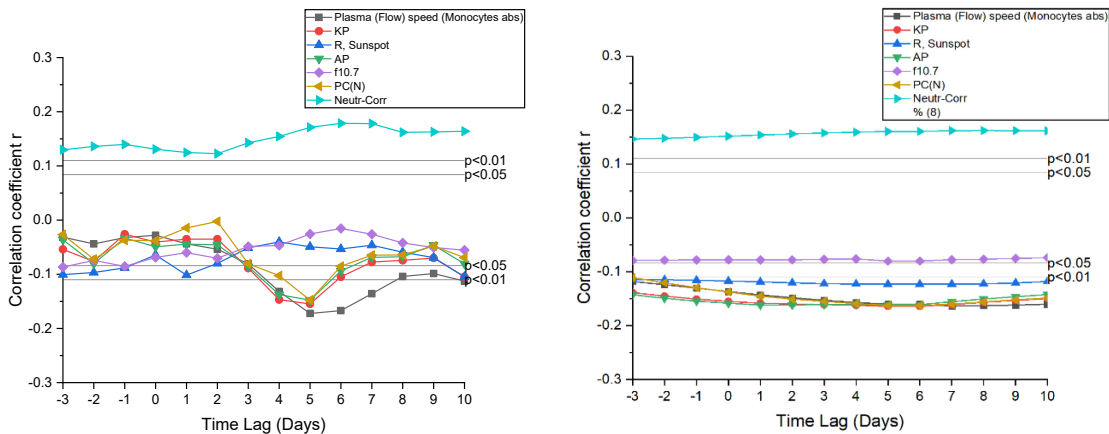 Plasma (Flow) speed (Monocytes abs)
KP
R, Sunspot
AP
f10.7
PC(N)
Neutr-Corr
0.3
0.2
0.1
0.0
-0.1
-0.2
-0.3
p<0.01
p<0.05
p<0.05
p<0.01
Correlation coefficient r
-3 -2 -1 0 1 2 3 4 5 6 7 8 9 10
Time Lag (Days)
Plasma (Flow) speed (Monocytes abs)
KP
R, Sunspot
AP
f10.7
PC(N)
Neutr-Corr
% (8)
0.3
0.2
0.1
0.0
-0.1
-0.2
-0.3
p<0.01
p<0.05
p<0.05
p<0.01
Correlation coefficient r
-3 -2 -1 0 1 2 3 4 5 6 7 8 9 10
Time Lag (Days)